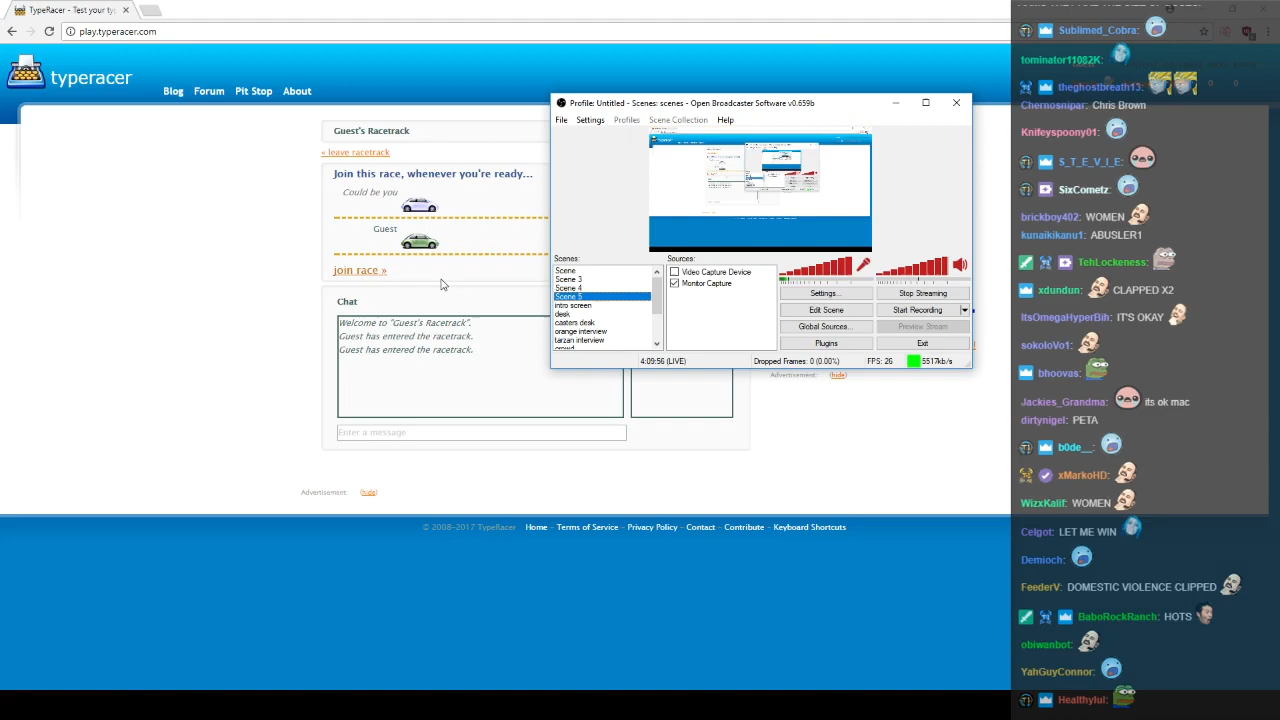 TypeRacer - Test your ty
play.typeracer.com
typeracer
Blog Forum Pit Stop About
Guest's Racetrack
« leave racetrack
Join this race, whenever you're ready...
Could be you
Guest
join race »
Chat
Welcome to "Guest's Racetrack".
Guest has entered the racetrack.
Guest has entered the racetrack.
Enter a message
Advertisement: (hide)
Advertisement: (hide)
© 2008–2017 TypeRacer Home – Terms of Service – Privacy Policy – Contact – Contribute – Keyboard Shortcuts
Profile: Untitled - Scenes: scenes - Open Broadcaster Software v0.659b
File Settings Profiles Scene Collection Help
Scenes:
Scene
Scene 3
Scene 4
Scene 5
intro screen
desk
casters desk
orange interview
tarzan interview
crowd
Sources:
Video Capture Device
Monitor Capture
Settings... Stop Streaming
Edit Scene Start Recording
Global Sources... Preview Stream
Plugins Exit
4:09:56 (LIVE) Dropped Frames: 0 (0.00%) FPS: 26 5517kb/s
Sublimed_Cobra:
tominator11082K:
theghostbreath13:
Chernosnipar: Chris Brown
Knifeyspoony01:
S_T_E_V_I_E:
SixCometz:
brickboy402: WOMEN
kunaikikanu1: ABUSLER1
TehLockeness:
xdundun: CLAPPED X2
ItsOmegaHyperBih: IT'S OKAY
sokoloVo1:
bhoovas:
Jackies_Grandma: its ok mac
dirtynigel: PETA
b0de__:
xMarkoHD:
WizxKalif: WOMEN
Celgot: LET ME WIN
Demioch:
FeederV: DOMESTIC VIOLENCE CLIPPED
BaboRockRanch: HOTS
obiwanbot:
YahGuyConnor:
Healthylul: